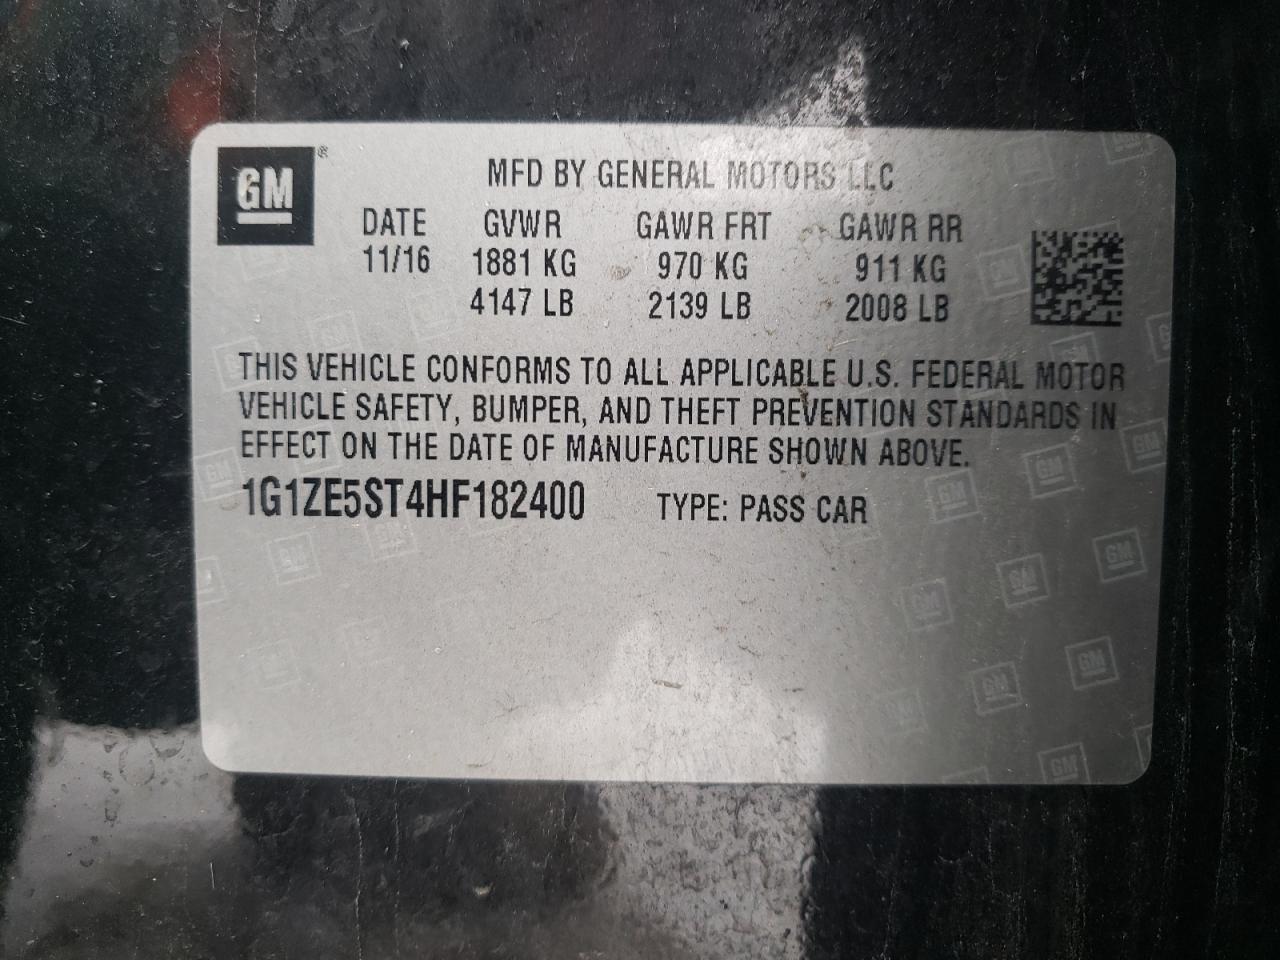 GM ®
MFD BY GENERAL MOTORS LLC
DATE GVWR GAWR FRT GAWR RR
11/16 1881 KG 970 KG 911 KG
4147 LB 2139 LB 2008 LB
THIS VEHICLE CONFORMS TO ALL APPLICABLE U.S. FEDERAL MOTOR
VEHICLE SAFETY, BUMPER, AND THEFT PREVENTION STANDARDS IN
EFFECT ON THE DATE OF MANUFACTURE SHOWN ABOVE.
1G1ZE5ST4HF182400 TYPE: PASS CAR